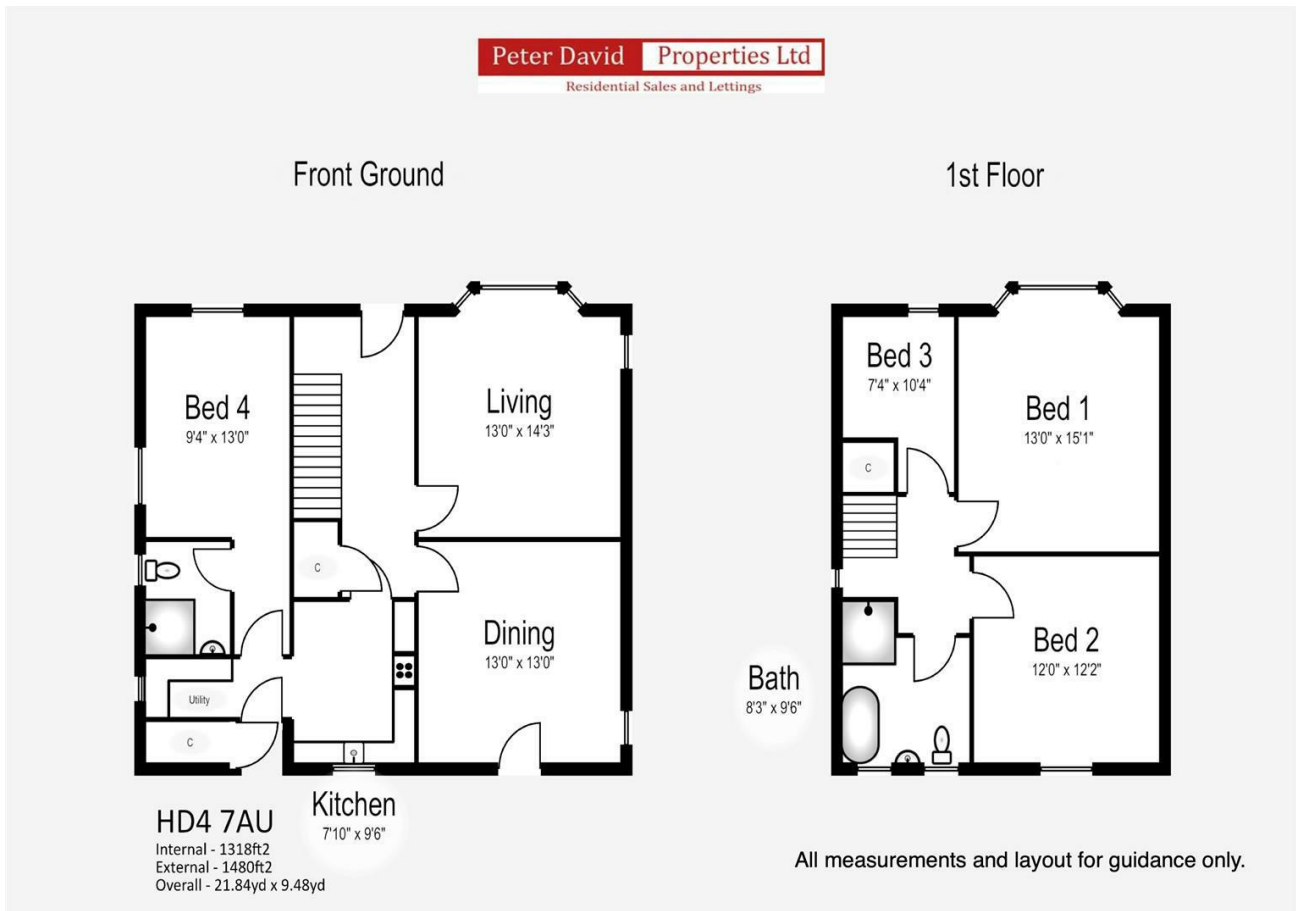 Peter David Properties Ltd
Residential Sales and Lettings
Front Ground
1st Floor
Bed 4
9'4" x 13'0"
Living
13'0" x 14'3"
C
Dining
13'0" x 13'0"
Utility
C
Kitchen
7'10" x 9'6"
Bed 3
7'4" x 10'4"
Bed 1
13'0" x 15'1"
C
Bed 2
12'0" x 12'2"
Bath
8'3" x 9'6"
HD4 7AU
Internal - 1318ft2
External - 1480ft2
Overall - 21.84yd x 9.48yd
All measurements and layout for guidance only.